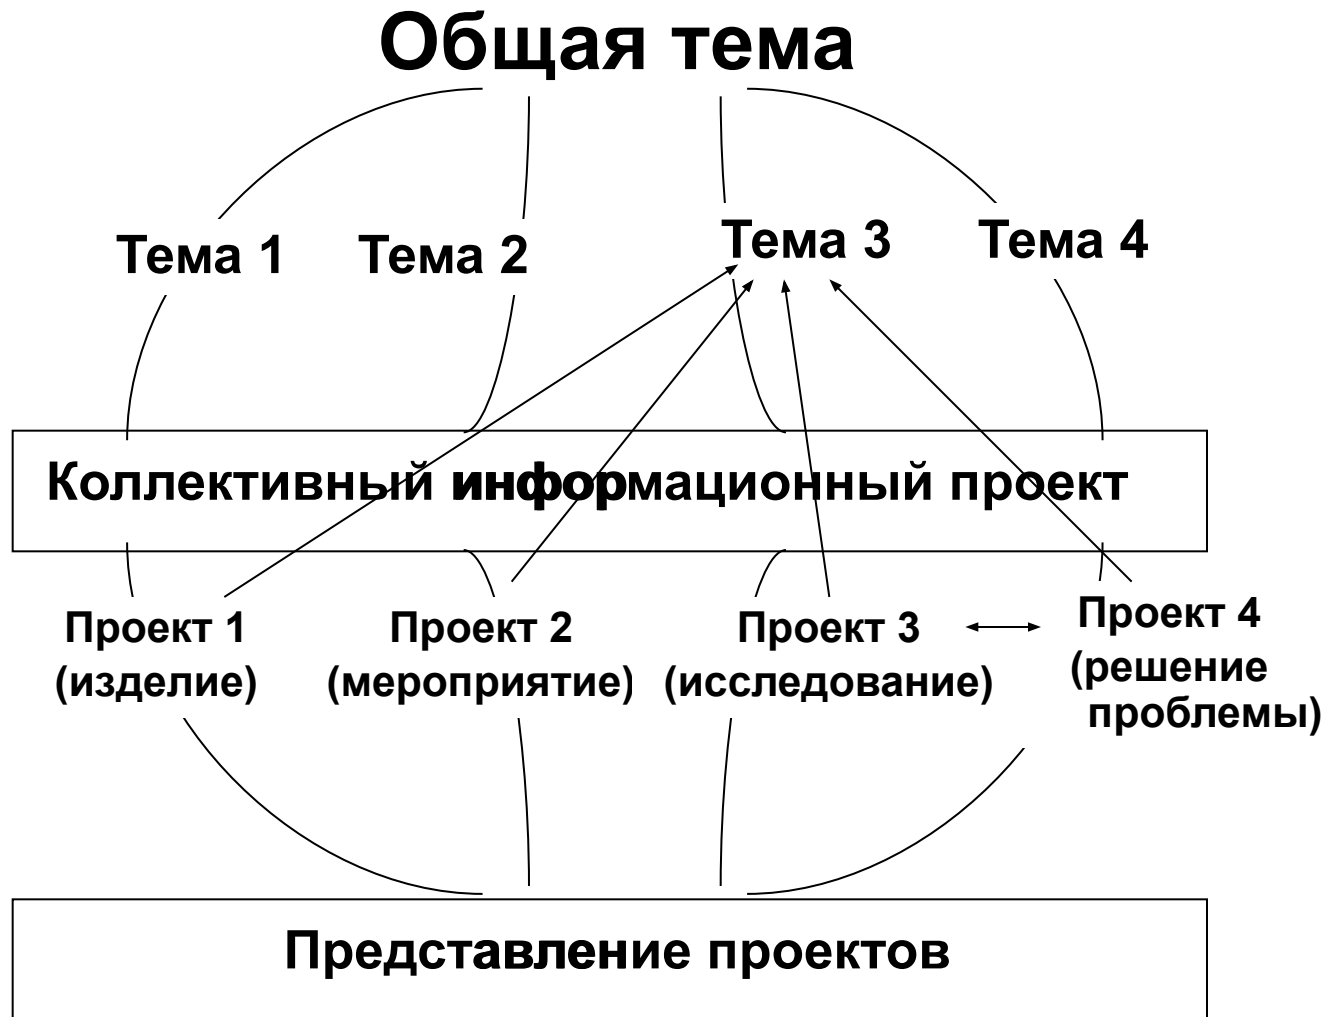 Общая тема
Тема 1 Тема 2 Тема 3 Тема 4
Коллективный информационный проект
Проект 1 Проект 2 Проект 3 Проект 4
(изделие) (мероприятие) (исследование) (решение
проблемы)
Представление проектов